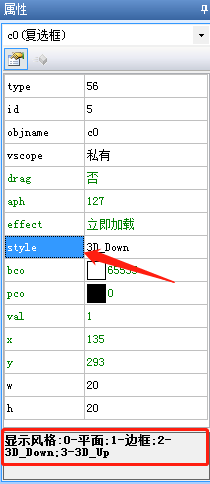 属性
c0(复选框)
type 56
id 5
objname c0
vscope 私有
drag 否
aph 127
effect 立即加载
style 3D_Down
bco 65535
pco 0
val 1
x 135
y 293
w 20
h 20
显示风格:0-平面;1-边框;2-
3D_Down;3-3D_Up